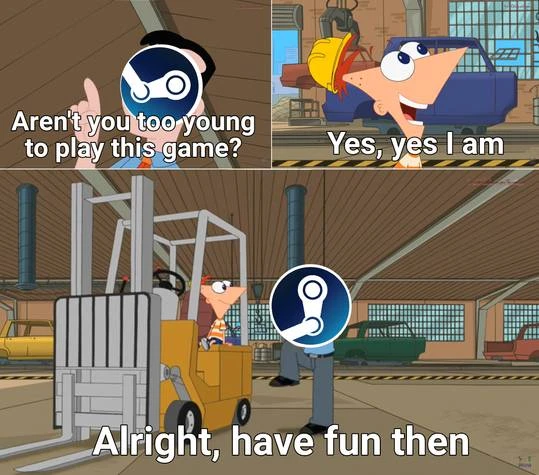 Aren't you too young
to play this game?
Yes, yes I am
Alright, have fun then